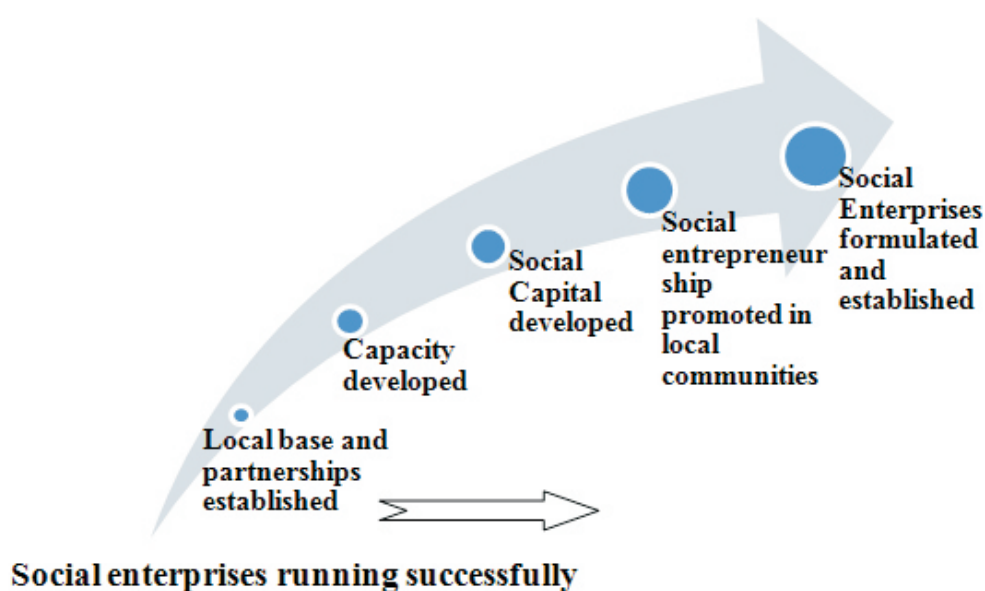 Local base and
partnerships
established
Capacity
developed
Social
Capital
developed
Social
entrepreneur
ship
promoted in
local
communities
Social
Enterprises
formulated
and
established
Social enterprises running successfully